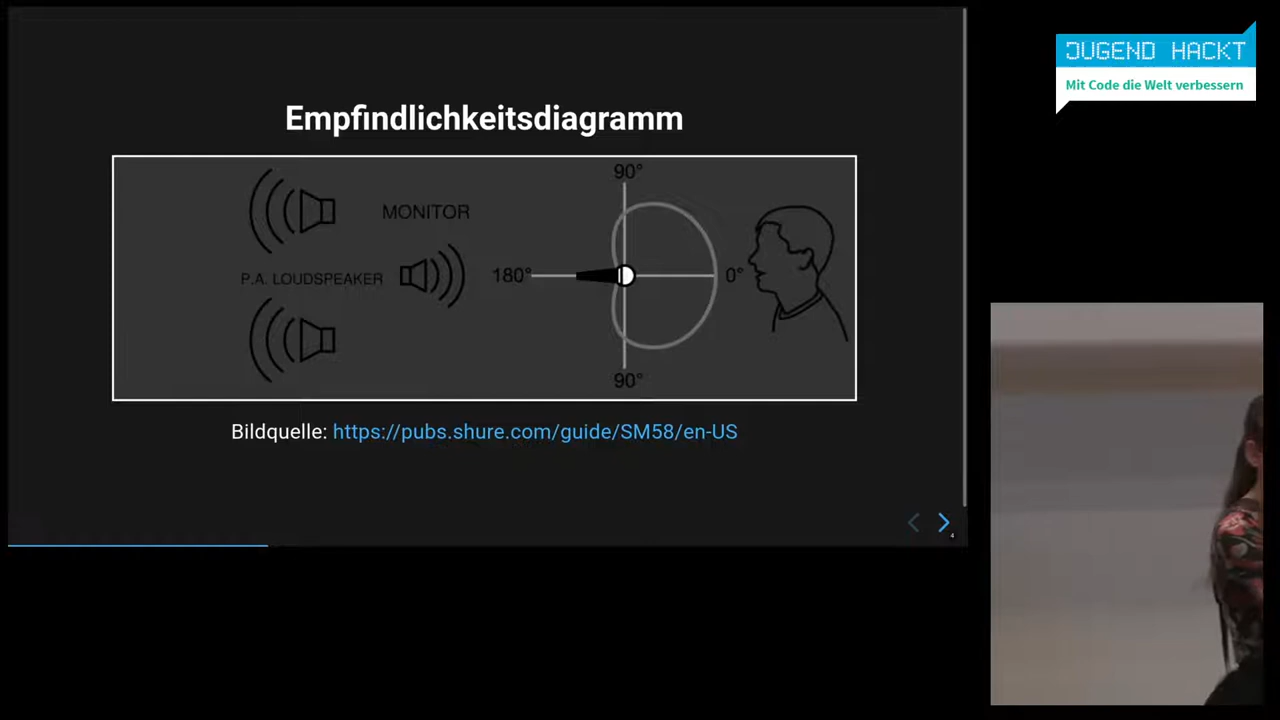 JUGEND HACKT
Mit Code die Welt verbessern
Empfindlichkeitsdiagramm
90°
MONITOR
P.A. LOUDSPEAKER
180°
0°
90°
Bildquelle: https://pubs.shure.com/guide/SM58/en-US
4